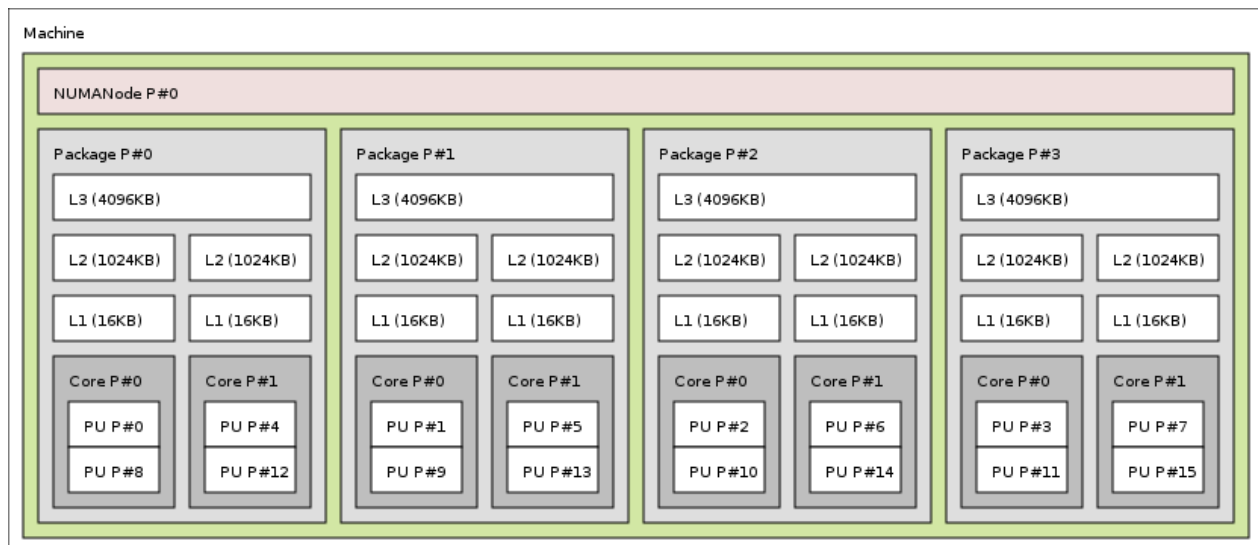 Machine
NUMANode P#0
Package P#0 Package P#1 Package P#2 Package P#3
L3 (4096KB) L3 (4096KB) L3 (4096KB) L3 (4096KB)
L2 (1024KB) L2 (1024KB) L2 (1024KB) L2 (1024KB) L2 (1024KB) L2 (1024KB) L2 (1024KB) L2 (1024KB)
L1 (16KB) L1 (16KB) L1 (16KB) L1 (16KB) L1 (16KB) L1 (16KB) L1 (16KB) L1 (16KB)
Core P#0 Core P#1 Core P#0 Core P#1 Core P#0 Core P#1 Core P#0 Core P#1
PU P#0 PU P#4 PU P#1 PU P#5 PU P#2 PU P#6 PU P#3 PU P#7
PU P#8 PU P#12 PU P#9 PU P#13 PU P#10 PU P#14 PU P#11 PU P#15